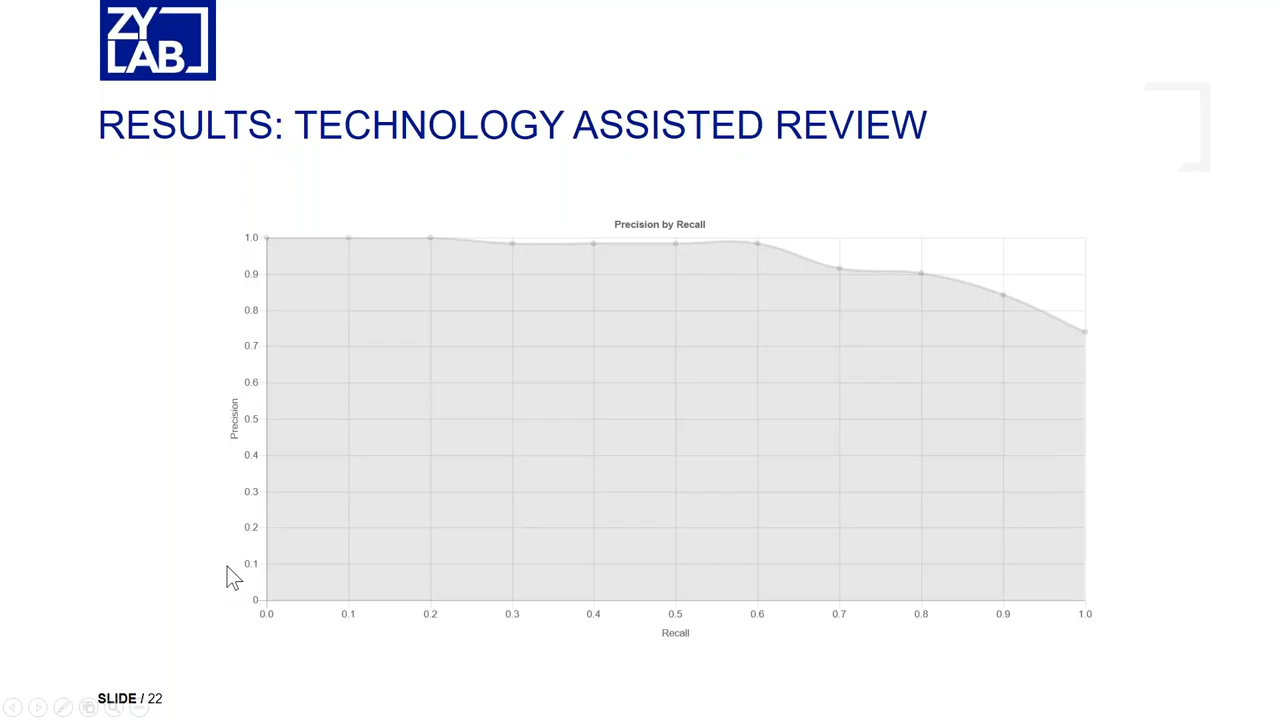 ZY
LAB
RESULTS: TECHNOLOGY ASSISTED REVIEW
Precision by Recall
1.0
0.9
0.8
0.7
0.6
0.5
0.4
0.3
0.2
0.1
0
Precision
0.0 0.1 0.2 0.3 0.4 0.5 0.6 0.7 0.8 0.9 1.0
Recall
SLIDE / 22